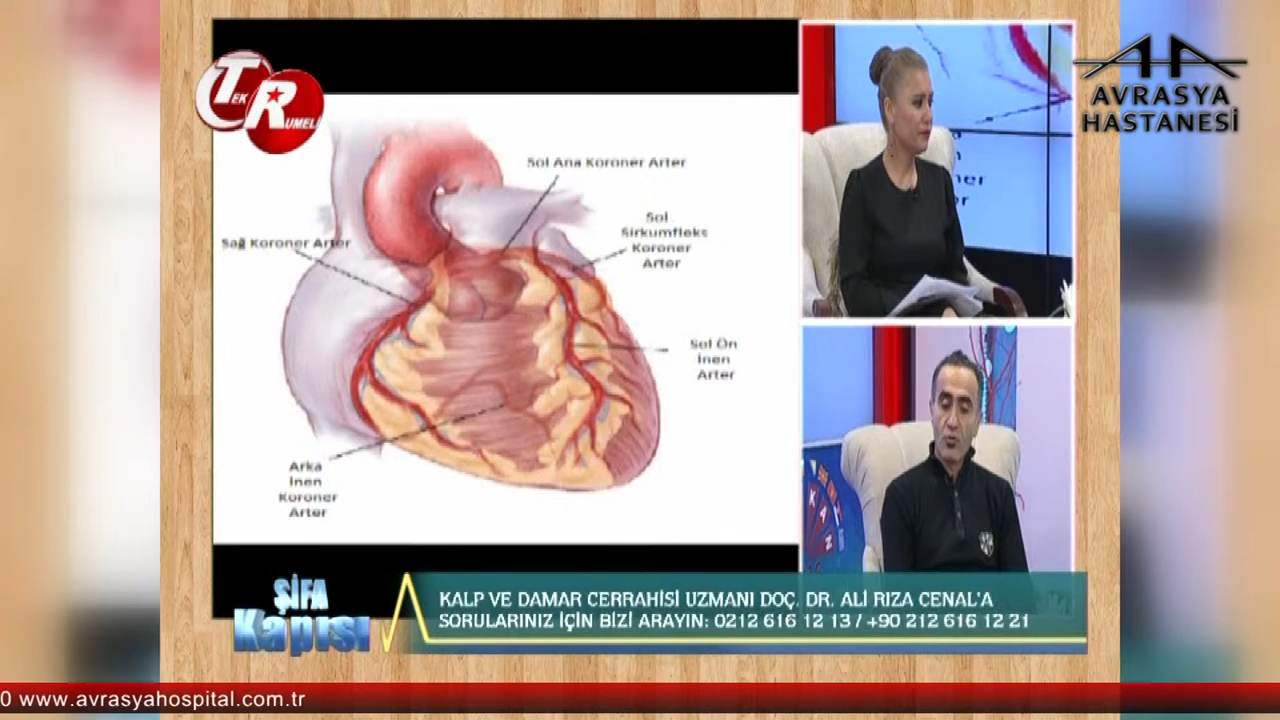 TEK
RUMELİ
AVRASYA
HASTANESİ
Sol Ana Koroner Arter
Sağ Koroner Arter
Sol
Sirkumfleks
Koroner
Arter
Sol Ön
İnen
Arter
Arka
İnen
Koroner
Arter
ŞİFA
Kapısı
KALP VE DAMAR CERRAHİSİ UZMANI DOÇ. DR. ALİ RIZA CENAL'A
SORULARINIZ İÇİN BİZİ ARAYIN: 0212 616 12 13 / +90 212 616 12 21
0 www.avrasyahospital.com.tr